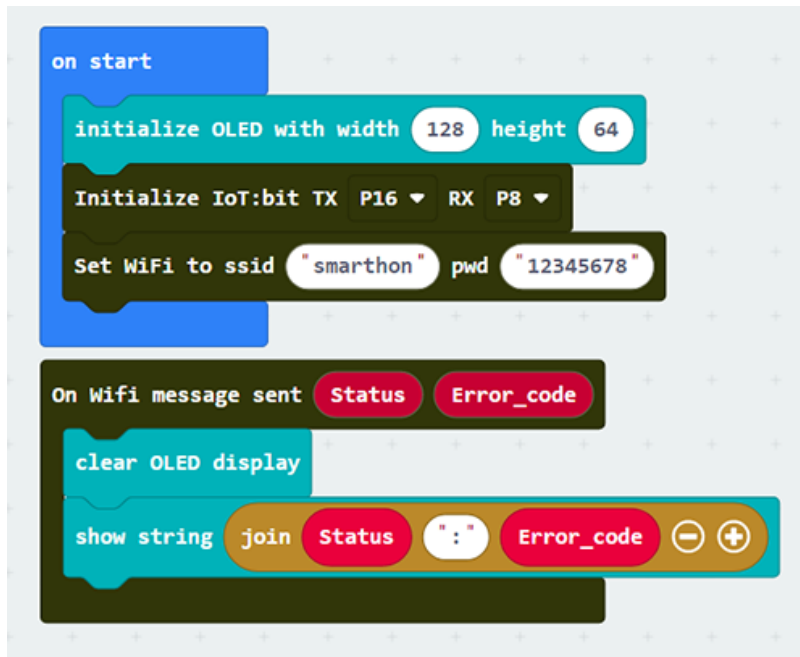 on start
initialize OLED with width 128 height 64
Initialize IoT:bit TX P16 RX P8
Set WiFi to ssid "smarthon" pwd "12345678"
On Wifi message sent Status Error_code
clear OLED display
show string join Status ":" Error_code